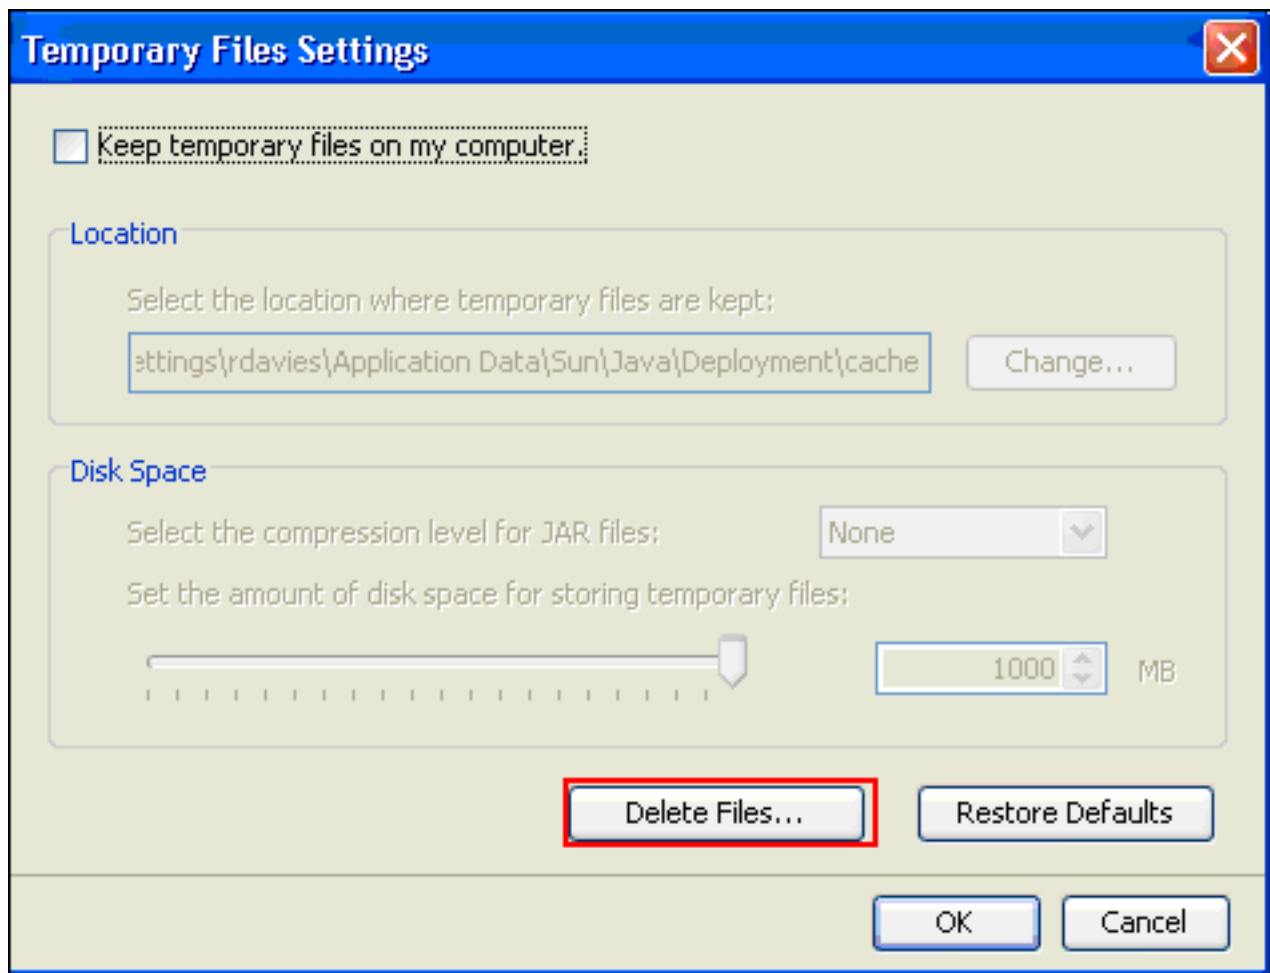 Temporary Files Settings
Keep temporary files on my computer.
Location
Select the location where temporary files are kept:
ettings\rdavies\Application Data\Sun\Java\Deployment\cache
Change...
Disk Space
Select the compression level for JAR files:
None
Set the amount of disk space for storing temporary files:
1000 MB
Delete Files...
Restore Defaults
OK
Cancel